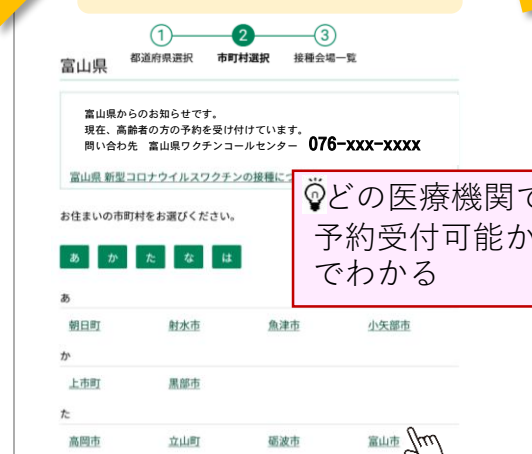 1 2 3
富山県 都道府県選択 市町村選択 接種会場一覧
富山県からのお知らせです。
現在、高齢者の方の予約を受け付けています。
問い合わせ先 富山県ワクチンコールセンター 076-xxx-xxxx
富山県 新型コロナウイルスワクチンの接種につ
どの医療機関で
予約受付可能か
でわかる
お住まいの市町村をお選びください。
あ か た な は
あ
朝日町 射水市 魚津市 小矢部市
か
上市町 黒部市
た
高岡市 立山町 砺波市 富山市